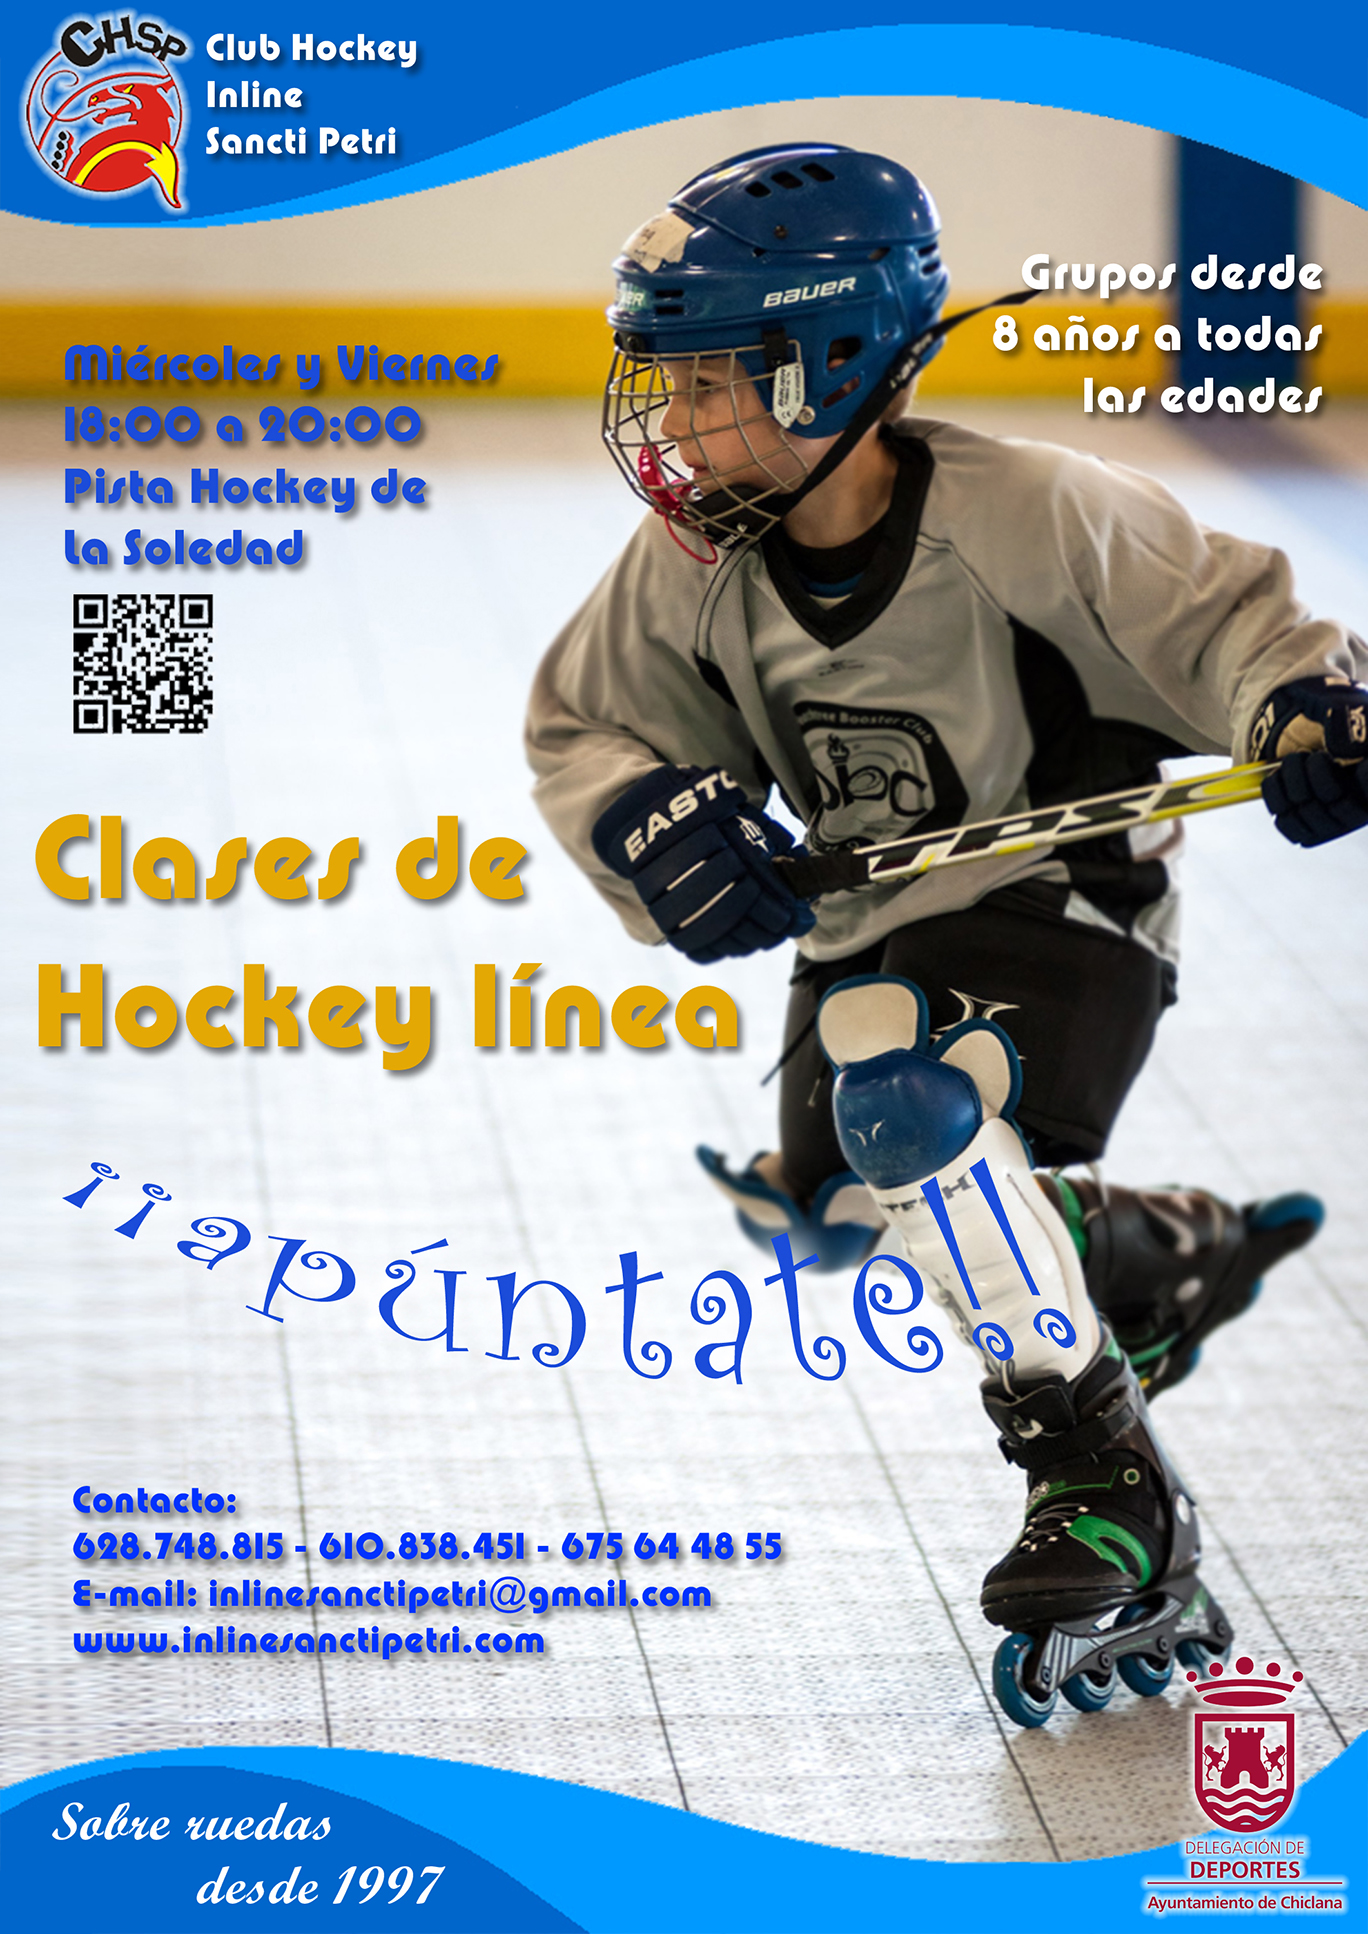 CHSP
Club Hockey
Inline
Sancti Petri
Grupos desde
8 años a todas
las edades
Miércoles y Viernes
18:00 a 20:00
Pista Hockey de
La Soledad
BAUER
EASTO
Booster Club
Clases de
Hockey línea
¡¡apúntate!!
Contacto:
628.748.815 - 610.838.451 - 675 64 48 55
E-mail: inlinesanctipetri@gmail.com
www.inlinesanctipetri.com
Sobre ruedas
desde 1997
DELEGACIÓN DE
DEPORTES
Ayuntamiento de Chiclana